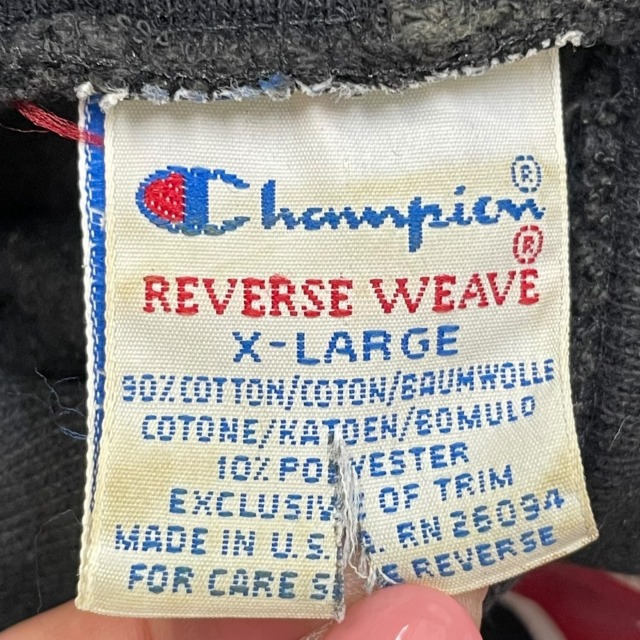 Champion ®
®
REVERSE WEAVE
X-LARGE
90% COTTON/COTON/BAUMWOLLE
COTONE/KATOEN/BOMULD
10% POLYESTER
EXCLUSIVE OF TRIM
MADE IN U.S.A. RN 26094
FOR CARE SEE REVERSE